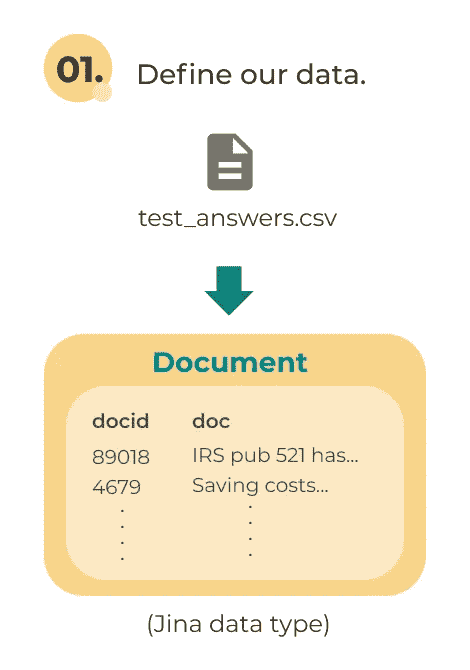 01. Define our data.
test_answers.csv
Document
docid doc
89018 IRS pub 521 has...
4679 Saving costs...
(Jina data type)